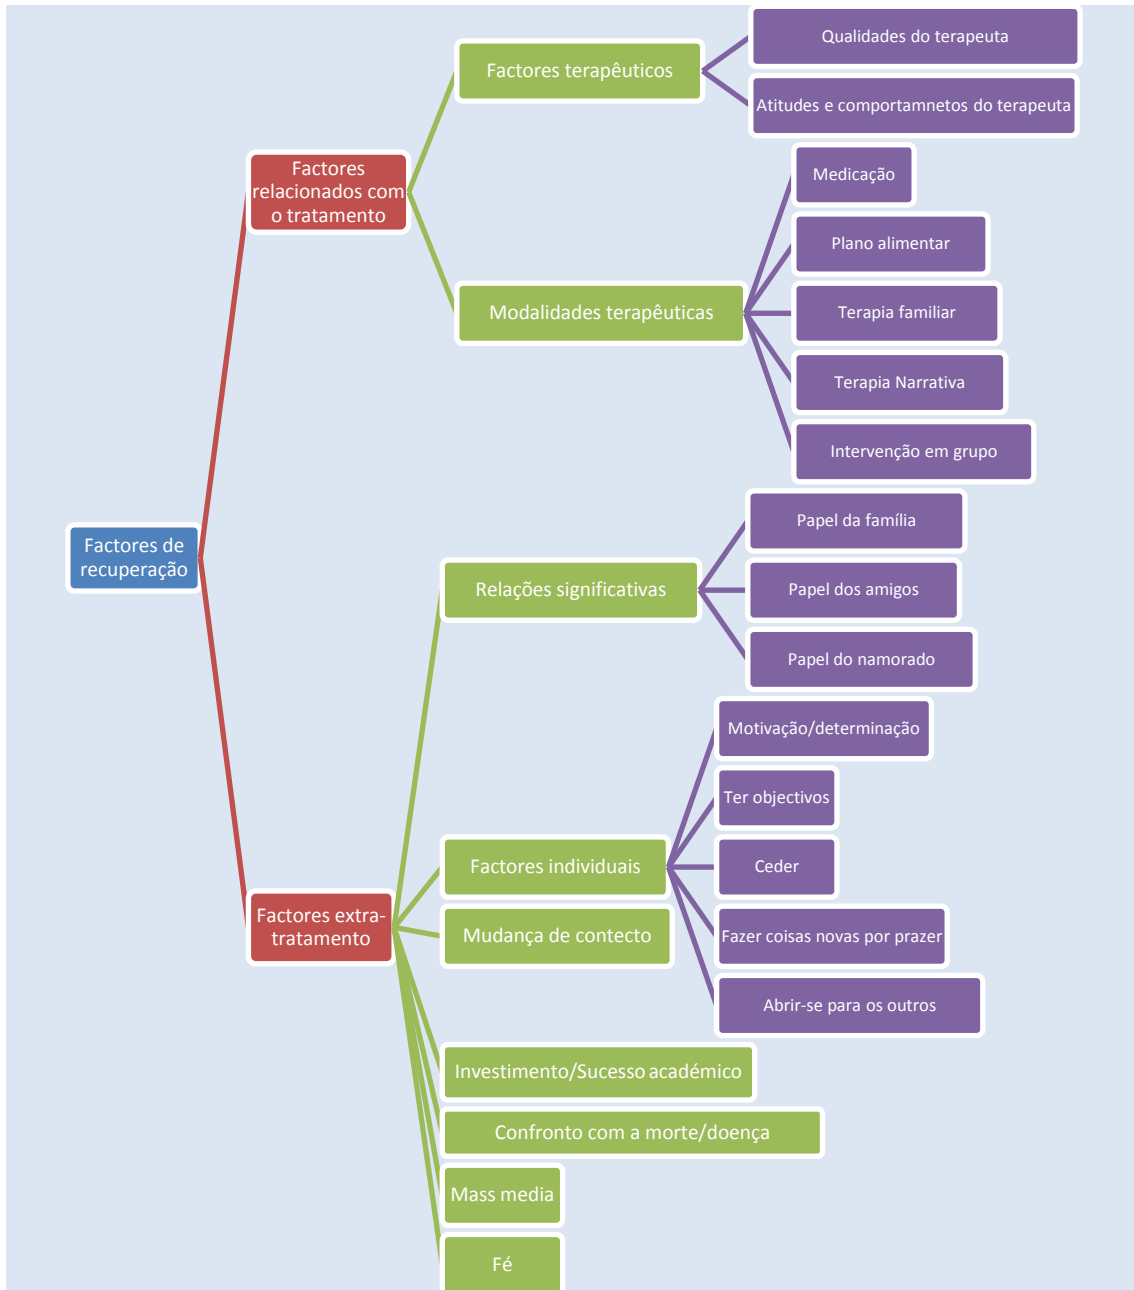 Factores de
recuperação
Factores
relacionados com
o tratamento
Factores terapêuticos
Qualidades do terapeuta
Atitudes e comportamnetos do terapeuta
Modalidades terapêuticas
Medicação
Plano alimentar
Terapia familiar
Terapia Narrativa
Intervenção em grupo
Factores extra-
tratamento
Relações significativas
Papel da família
Papel dos amigos
Papel do namorado
Factores individuais
Motivação/determinação
Ter objectivos
Ceder
Fazer coisas novas por prazer
Abrir-se para os outros
Mudança de contecto
Investimento/Sucesso académico
Confronto com a morte/doença
Mass media
Fé